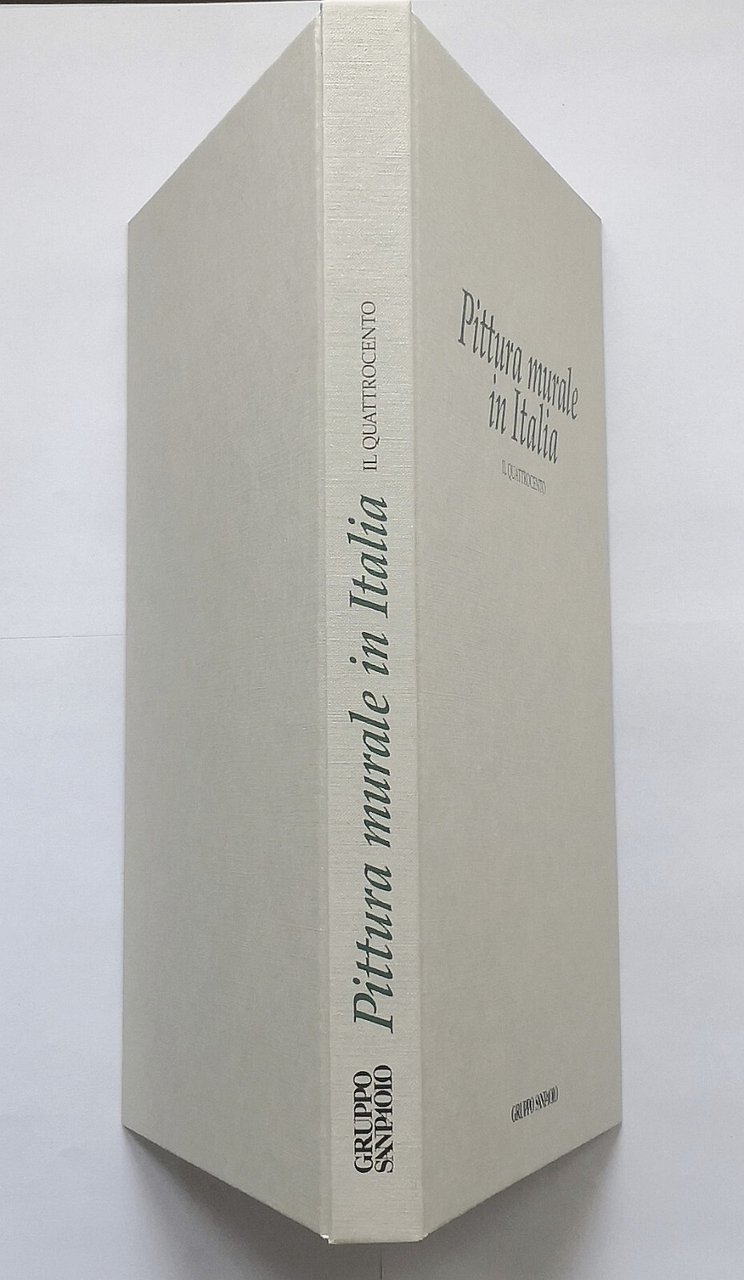 GRUPPO
SANPAOLO
Pittura murale in Italia
IL QUATTROCENTO
Pittura murale
in Italia
IL QUATTROCENTO
GRUPPO SANPAOLO